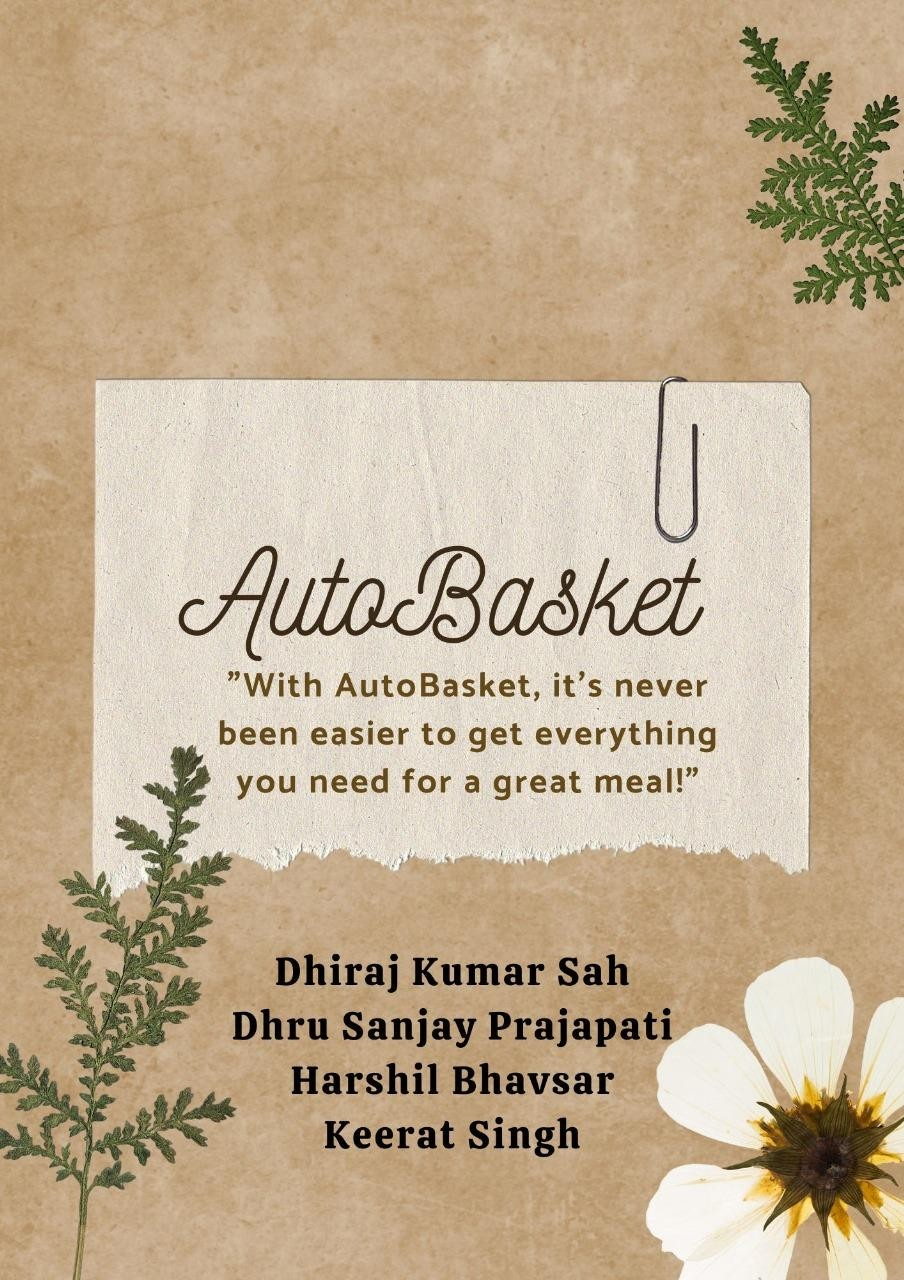 AutoBasket
”With AutoBasket, it’s never
been easier to get everything
you need for a great meal!”
Dhiraj Kumar Sah
Dhru Sanjay Prajapati
Harshil Bhavsar
Keerat Singh